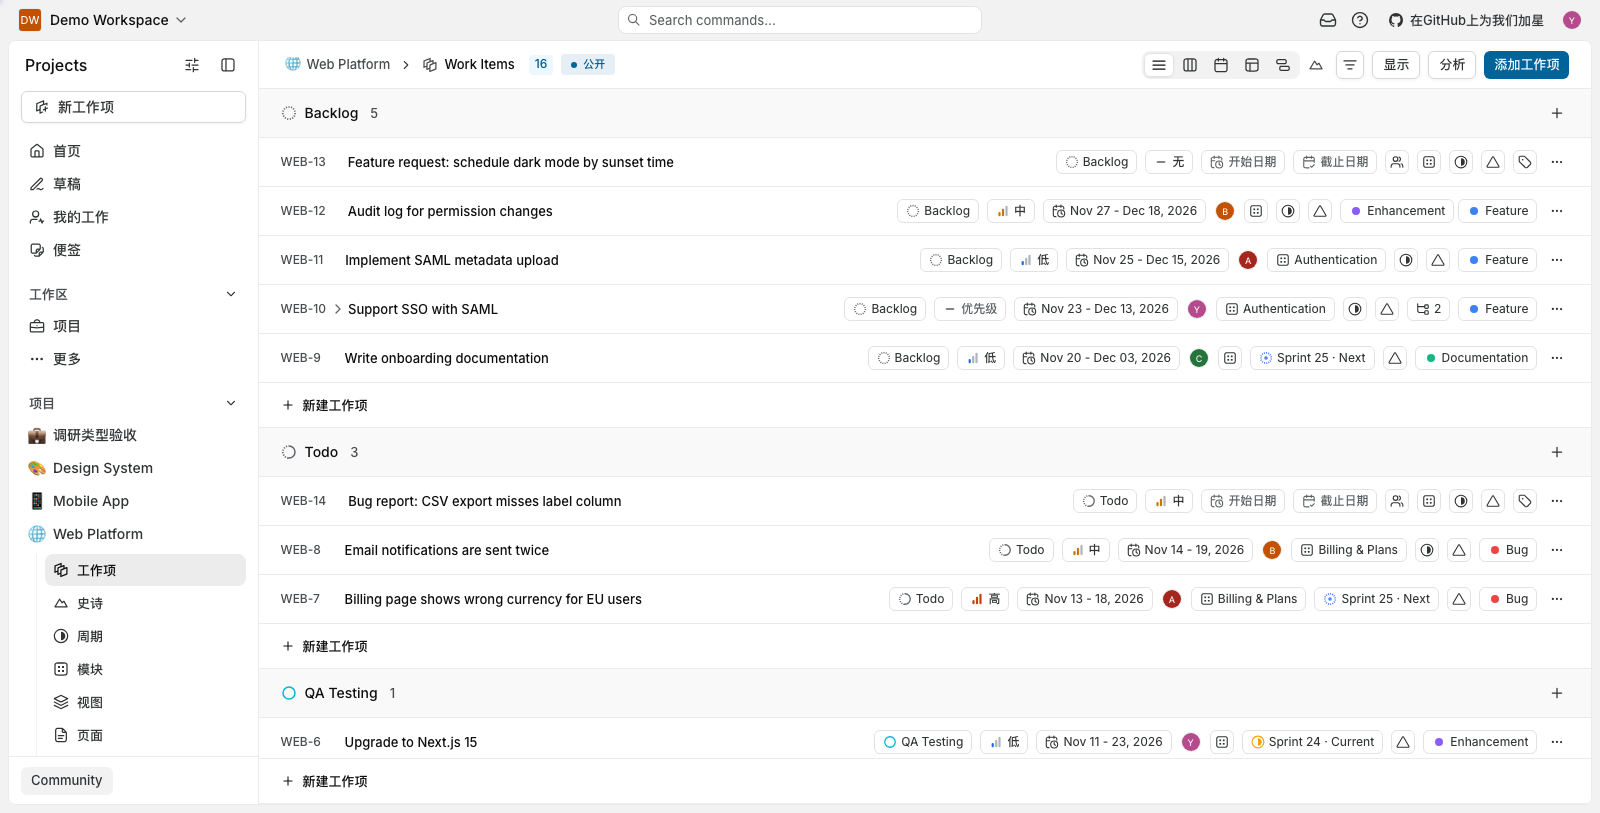 DW Demo Workspace
Search commands...
在GitHub上为我们加星
Y
Projects
新工作项
首页
草稿
我的工作
便签
工作区
项目
更多
项目
调研类型验收
Design System
Mobile App
Web Platform
工作项
史诗
周期
模块
视图
页面
Community
Web Platform
Work Items 16 公开
显示 分析 添加工作项
Backlog 5
WEB-13 Feature request: schedule dark mode by sunset time Backlog 无 开始日期 截止日期
WEB-12 Audit log for permission changes Backlog 中 Nov 27 - Dec 18, 2026 B Enhancement Feature
WEB-11 Implement SAML metadata upload Backlog 低 Nov 25 - Dec 15, 2026 A Authentication Feature
WEB-10 Support SSO with SAML Backlog 优先级 Nov 23 - Dec 13, 2026 Y Authentication 2 Feature
WEB-9 Write onboarding documentation Backlog 低 Nov 20 - Dec 03, 2026 C Sprint 25 · Next Documentation
新建工作项
Todo 3
WEB-14 Bug report: CSV export misses label column Todo 中 开始日期 截止日期
WEB-8 Email notifications are sent twice Todo 中 Nov 14 - 19, 2026 B Billing & Plans Bug
WEB-7 Billing page shows wrong currency for EU users Todo 高 Nov 13 - 18, 2026 A Billing & Plans Sprint 25 · Next Bug
新建工作项
QA Testing 1
WEB-6 Upgrade to Next.js 15 QA Testing 低 Nov 11 - 23, 2026 Y Sprint 24 · Current Enhancement
新建工作项